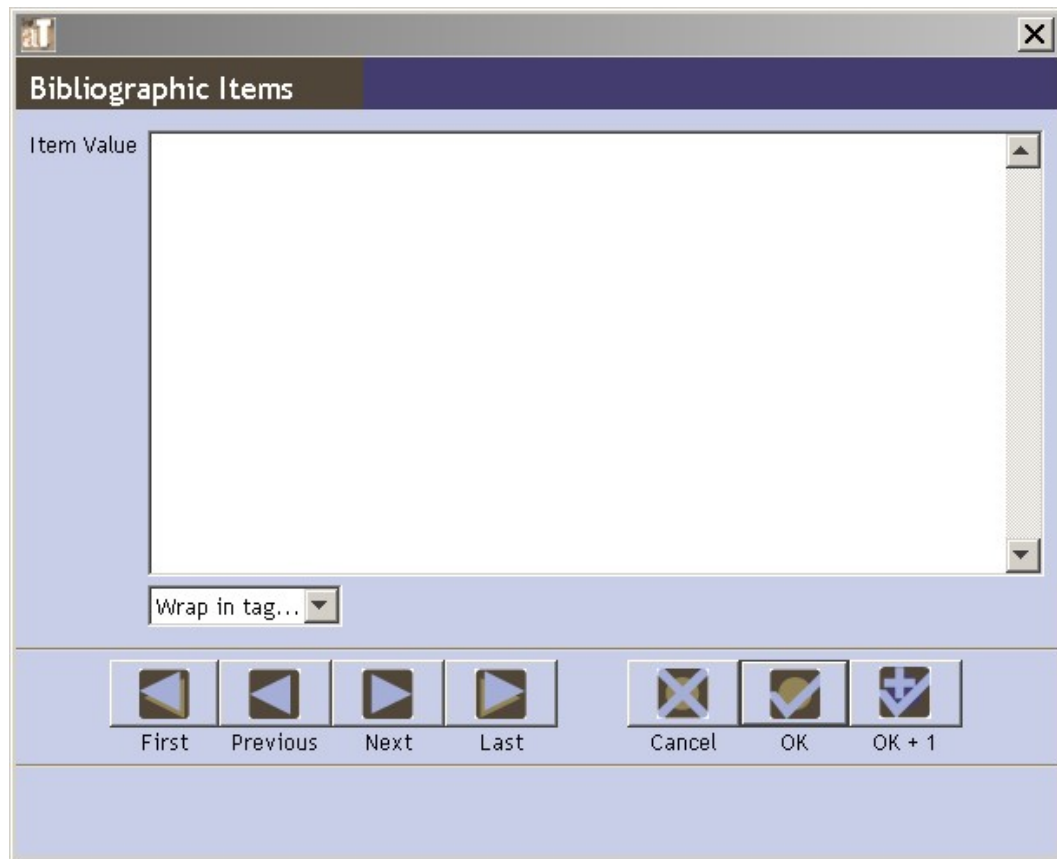 aT
Bibliographic Items
Item Value
Wrap in tag...
First Previous Next Last Cancel OK OK + 1